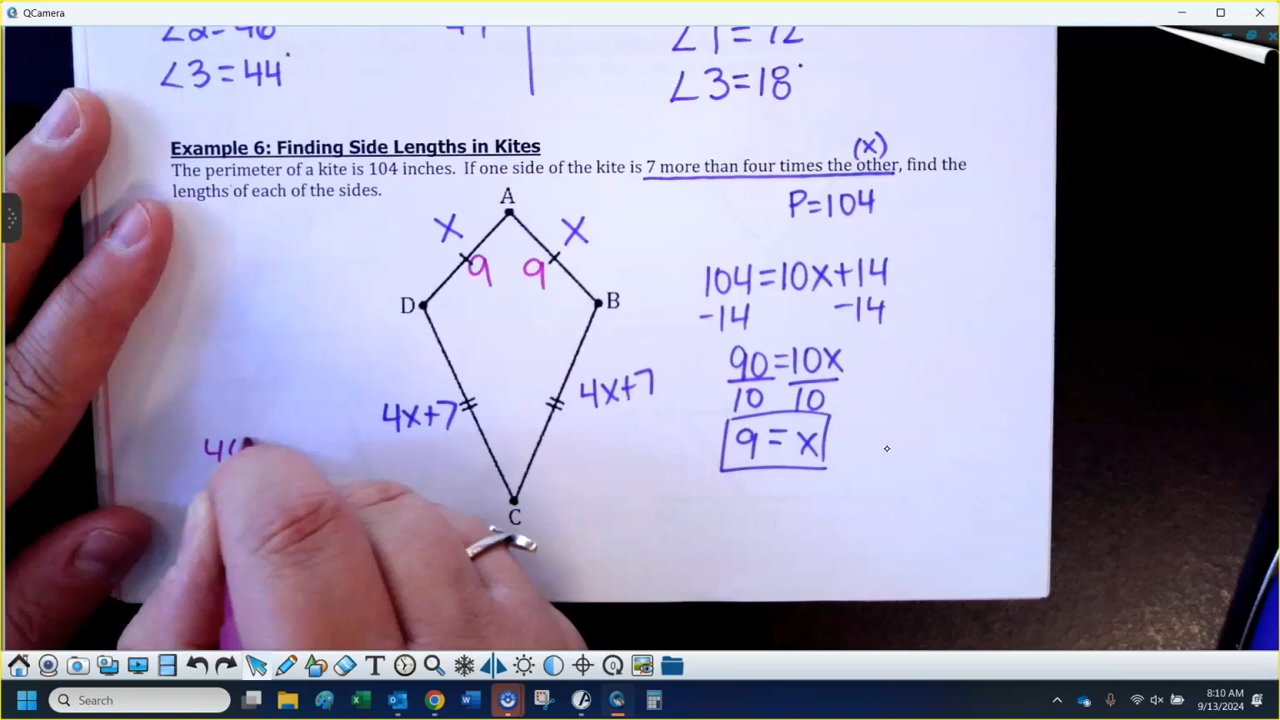 QCamera
∠3=44°
∠1=72
∠3=18°
Example 6: Finding Side Lengths in Kites
(x)
The perimeter of a kite is 104 inches. If one side of the kite is 7 more than four times the other, find the
lengths of each of the sides.
P=104
A
X
X
9
9
D
B
4X+7
4X+7
C
104=10X+14
-14
-14
90=10X
10
10
9=X
Search
8:10 AM
9/13/2024